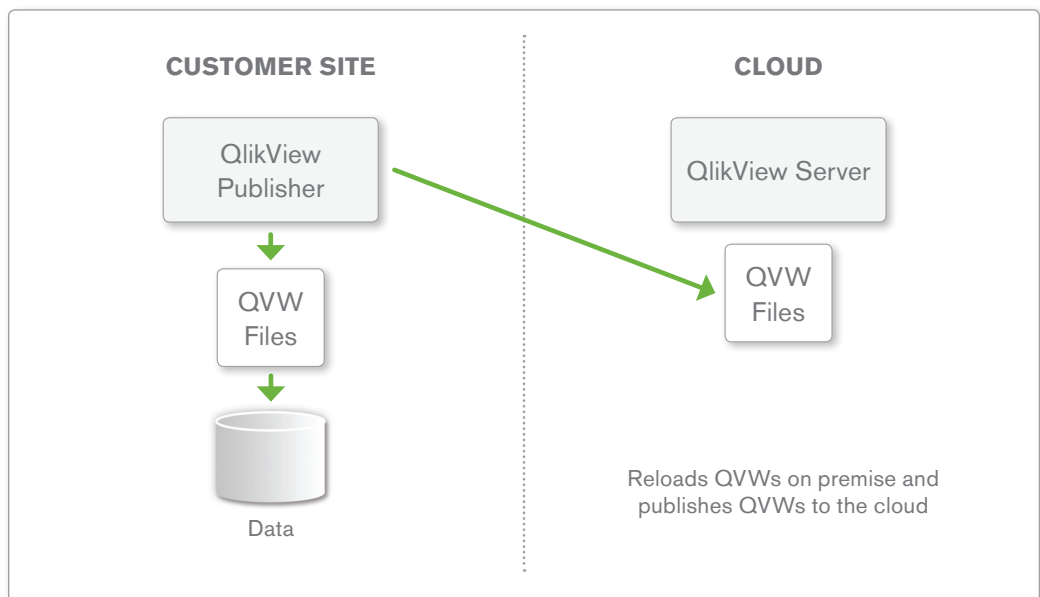 CUSTOMER SITE
QlikView
Publisher
QVW
Files
Data
CLOUD
QlikView Server
QVW
Files
Reloads QVWs on premise and
publishes QVWs to the cloud